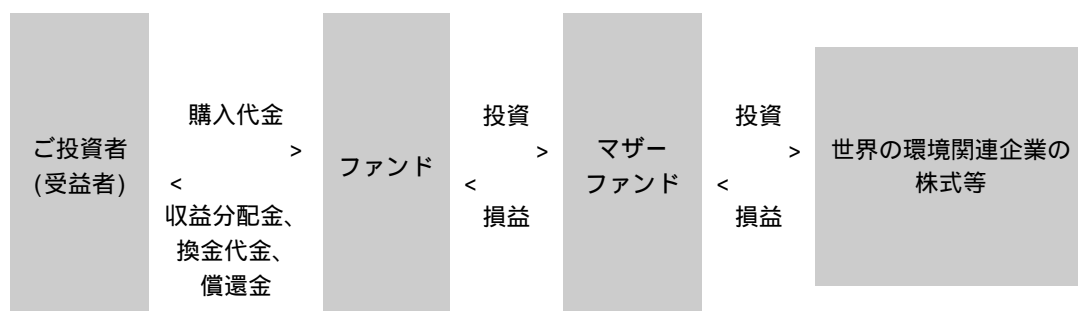 ご投資者
(受益者)
購入代金
>
<
収益分配金、
換金代金、
償還金
ファンド
投資
>
<
損益
マザー
ファンド
投資
>
<
損益
世界の環境関連企業の
株式等